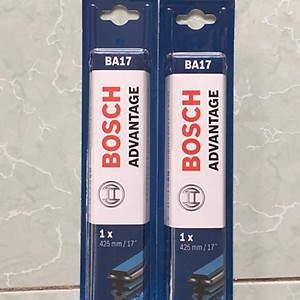 BA17
BOSCH
ADVANTAGE
1 x
425 mm / 17"
BA17
BOSCH
ADVANTAGE
1 x
425 mm / 17"